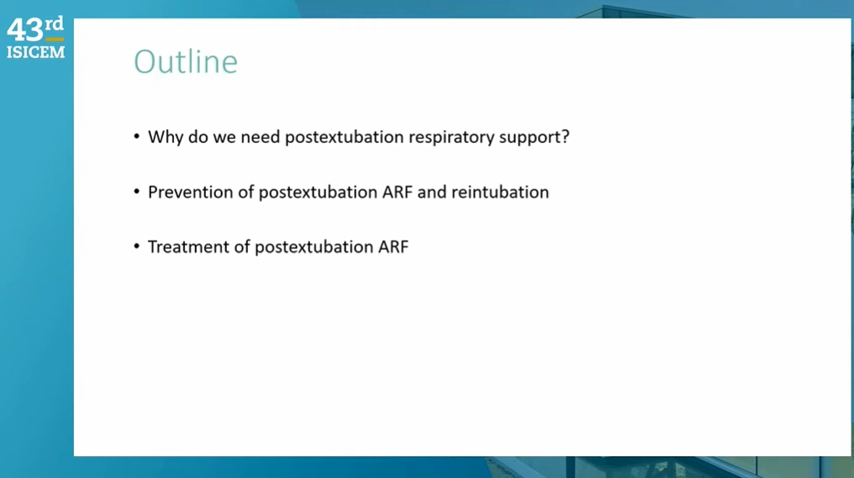 43rd
ISICEM
Outline
• Why do we need postextubation respiratory support?
• Prevention of postextubation ARF and reintubation
• Treatment of postextubation ARF